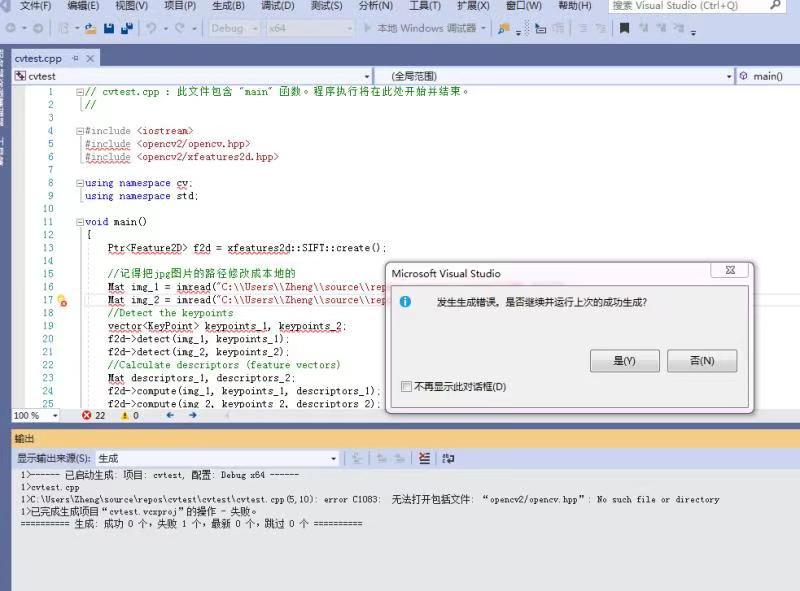 文件(F) 编辑(E) 视图(V) 项目(P) 生成(B) 调试(D) 测试(S) 分析(N) 工具(T) 扩展(X) 窗口(W) 帮助(H) 搜索 Visual Studio (Ctrl+Q)
Debug x64 本地 Windows 调试器
cvtest.cpp
cvtest (全局范围) main()
1 // cvtest.cpp : 此文件包含 "main" 函数。程序执行将在此处开始并结束。
2 //
3
4 #include <iostream>
5 #include <opencv2/opencv.hpp>
6 #include <opencv2/xfeatures2d.hpp>
7
8 using namespace cv;
9 using namespace std;
10
11 void main()
12 {
13 Ptr<Feature2D> f2d = xfeatures2d::SIFT::create();
14
15 //记得把jpg图片的路径修改成本地的
16 Mat img_1 = imread("C:\\Users\\Zheng\\source\\rep
17 Mat img_2 = imread("C:\\Users\\Zheng\\source\\rep
18 //Detect the keypoints
19 vector<KeyPoint> keypoints_1, keypoints_2;
20 f2d->detect(img_1, keypoints_1);
21 f2d->detect(img_2, keypoints_2);
22 //Calculate descriptors (feature vectors)
23 Mat descriptors_1, descriptors_2;
24 f2d->compute(img_1, keypoints_1, descriptors_1);
25 f2d->compute(img_2, keypoints_2, descriptors_2);
Microsoft Visual Studio
发生生成错误。是否继续并运行上次的成功生成?
是(Y) 否(N)
不再显示此对话框(D)
100 % 22 0
输出
显示输出来源(S): 生成
1>------ 已启动生成: 项目: cvtest, 配置: Debug x64 ------
1>cvtest.cpp
1>C:\Users\Zheng\source\repos\cvtest\cvtest\cvtest.cpp(5,10): error C1083: 无法打开包括文件: “opencv2/opencv.hpp”: No such file or directory
1>已完成生成项目“cvtest.vcxproj”的操作 - 失败。
========== 生成: 成功 0 个，失败 1 个，最新 0 个，跳过 0 个 ==========